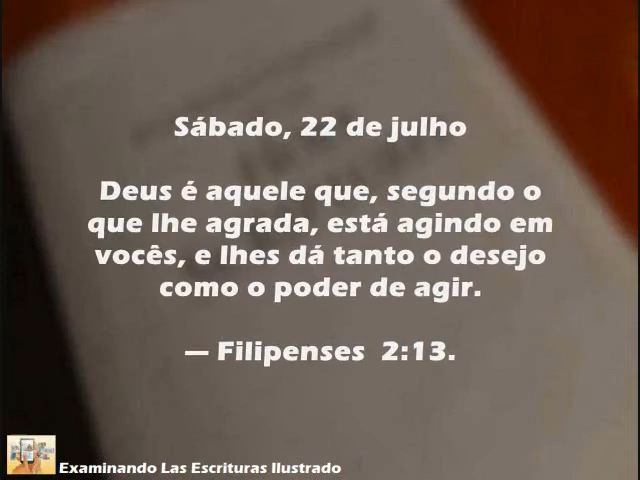 Sábado, 22 de julho
Deus é aquele que, segundo o
que lhe agrada, está agindo em
vocês, e lhes dá tanto o desejo
como o poder de agir.
— Filipenses 2:13.
Examinando Las Escrituras Ilustrado